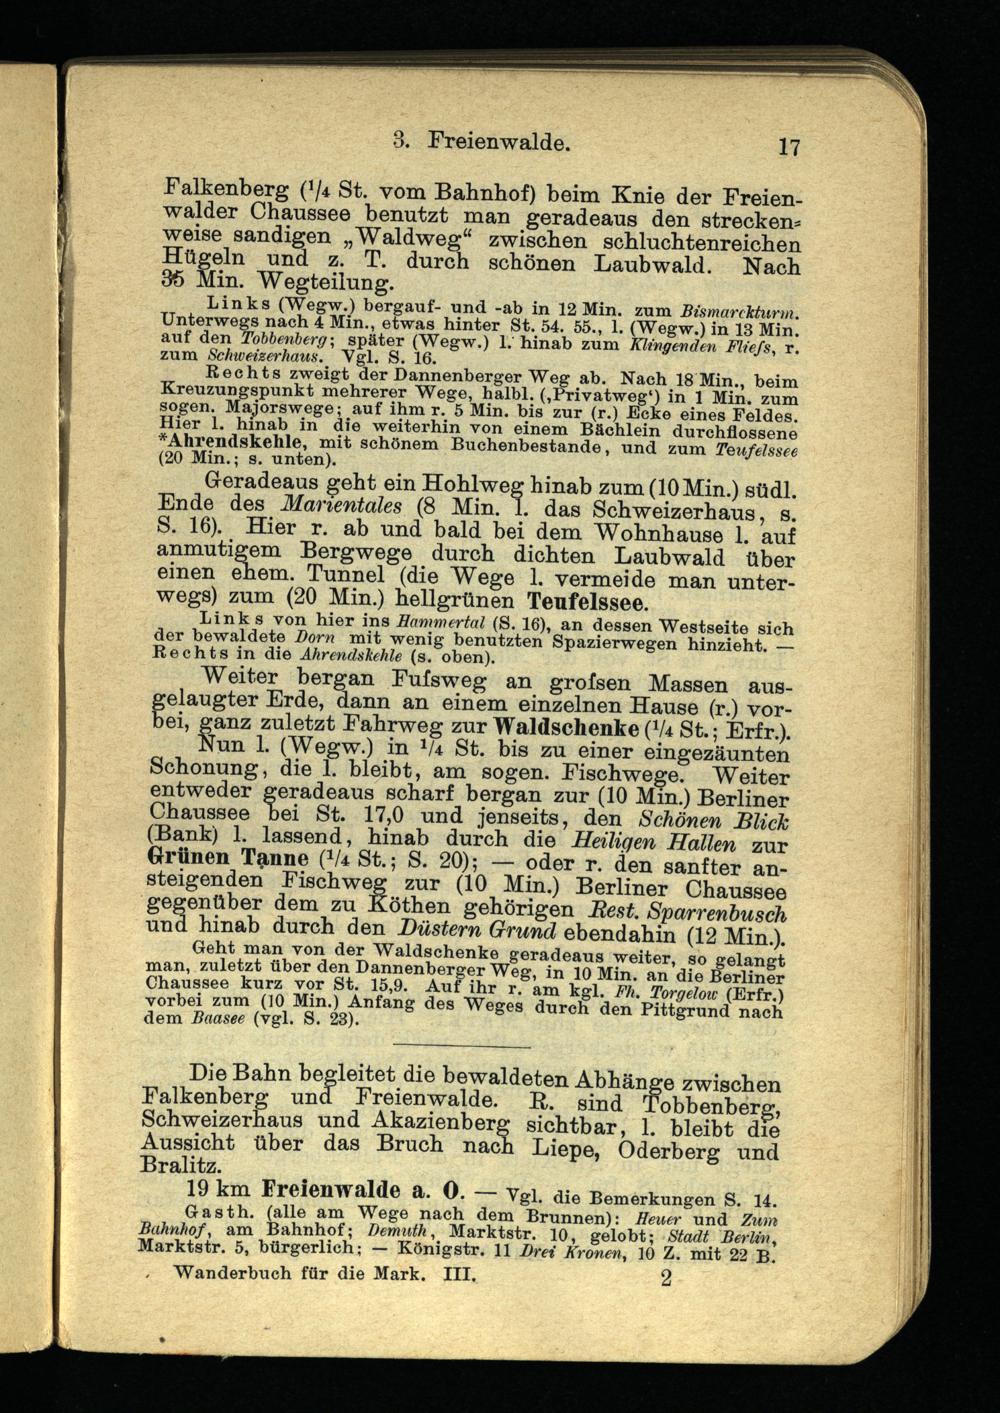 3. Freienwalde. 17
Falkenberg (¹/₄ St. vom Bahnhof) beim Knie der Freien-
walder Chaussee benutzt man geradeaus den strecken-
weise sandigen „Waldweg“ zwischen schluchtenreichen
Hügeln und z. T. durch schönen Laubwald. Nach
35 Min. Wegteilung.
Links (Wegw.) bergauf- und -ab in 12 Min. zum Bismarckturm.
Unterwegs nach 4 Min., etwas hinter St. 54. 55., l. (Wegw.) in 13 Min.
auf den Tobbenberg; später (Wegw.) l. hinab zum Klingenden Fließs, r.
zum Schweizerhaus. Vgl. S. 16.
Rechts zweigt der Dannenberger Weg ab. Nach 18 Min., beim
Kreuzungspunkt mehrerer Wege, halbl. (‚Privatweg‘) in 1 Min. zum
sogen. Majorswege; auf ihm r. 5 Min. bis zur (r.) Ecke eines Feldes.
Hier l. hinab in die weiterhin von einem Bächlein durchflossene
*Ahrendskehle, mit schönem Buchenbestande, und zum Teufelssee
(20 Min.; s. unten).
Geradeaus geht ein Hohlweg hinab zum (10 Min.) südl.
Ende des Marientales (8 Min. l. das Schweizerhaus, s.
S. 16). Hier r. ab und bald bei dem Wohnhause l. auf
anmutigem Bergwege durch dichten Laubwald über
einen ehem. Tunnel (die Wege l. vermeide man unter-
wegs) zum (20 Min.) hellgrünen Teufelssee.
Links von hier ins Hammertal (S. 16), an dessen Westseite sich
der bewaldete Dorn mit wenig benutzten Spazierwegen hinzieht. —
Rechts in die Ahrendskehle (s. oben).
Weiter bergan Fufsweg an grofsen Massen aus-
gelaugter Erde, dann an einem einzelnen Hause (r.) vor-
bei, ganz zuletzt Fahrweg zur Waldschenke (¹/₄ St.; Erfr.).
Nun l. (Wegw.) in ¹/₄ St. bis zu einer eingezäunten
Schonung, die l. bleibt, am sogen. Fischwege. Weiter
entweder geradeaus scharf bergan zur (10 Min.) Berliner
Chaussee bei St. 17,0 und jenseits, den Schönen Blick
(Bank) l. lassend, hinab durch die Heiligen Hallen zur
Grünen Tanne (¹/₄ St.; S. 20); — oder r. den sanfter an-
steigenden Fischweg zur (10 Min.) Berliner Chaussee
gegenüber dem zu Köthen gehörigen Rest. Sparrenbusch
und hinab durch den Düstern Grund ebendahin (12 Min.).
Geht man von der Waldschenke geradeaus weiter, so gelangt
man, zuletzt über den Dannenberger Weg, in 10 Min. an die Berliner
Chaussee kurz vor St. 15,9. Auf ihr r. am kgl. Fh. Torgelow (Erfr.)
vorbei zum (10 Min.) Anfang des Weges durch den Pittgrund nach
dem Baasee (vgl. S. 23).
Die Bahn begleitet die bewaldeten Abhänge zwischen
Falkenberg und Freienwalde. R. sind Tobbenberg,
Schweizerhaus und Akazienberg sichtbar, l. bleibt die
Aussicht über das Bruch nach Liepe, Oderberg und
Bralitz.
19 km Freienwalde a. O. — Vgl. die Bemerkungen S. 14.
Gasth. (alle am Wege nach dem Brunnen): Heuer und Zum
Bahnhof, am Bahnhof; Demuth, Marktstr. 10, gelobt; Stadt Berlin,
Marktstr. 5, bürgerlich; — Königstr. 11 Drei Kronen, 10 Z. mit 22 B.
Wanderbuch für die Mark. III. 2